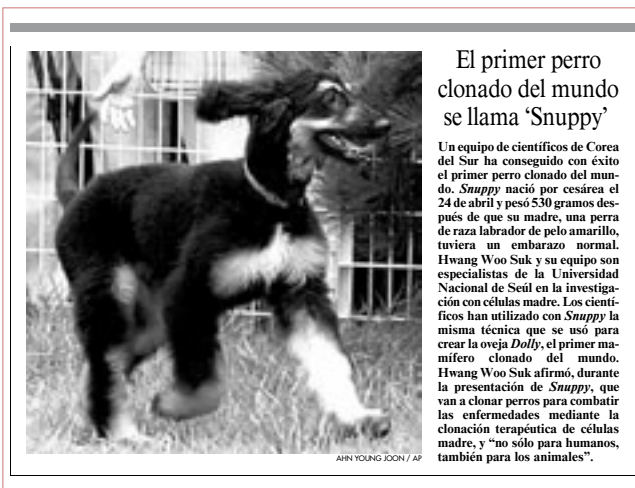 El primer perro
clonado del mundo
se llama ‘Snuppy’
Un equipo de científicos de Corea
del Sur ha conseguido con éxito
el primer perro clonado del mun-
do. Snuppy nació por cesárea el
24 de abril y pesó 530 gramos des-
pués de que su madre, una perra
de raza labrador de pelo amarillo,
tuviera un embarazo normal.
Hwang Woo Suk y su equipo son
especialistas de la Universidad
Nacional de Seúl en la investiga-
ción con células madre. Los cientí-
ficos han utilizado con Snuppy la
misma técnica que se usó para
crear la oveja Dolly, el primer ma-
mífero clonado del mundo.
Hwang Woo Suk afirmó, durante
la presentación de Snuppy, que
van a clonar perros para combatir
las enfermedades mediante la
clonación terapéutica de células
madre, y “no sólo para humanos,
también para los animales”.
AHN YOUNG JOON / AP